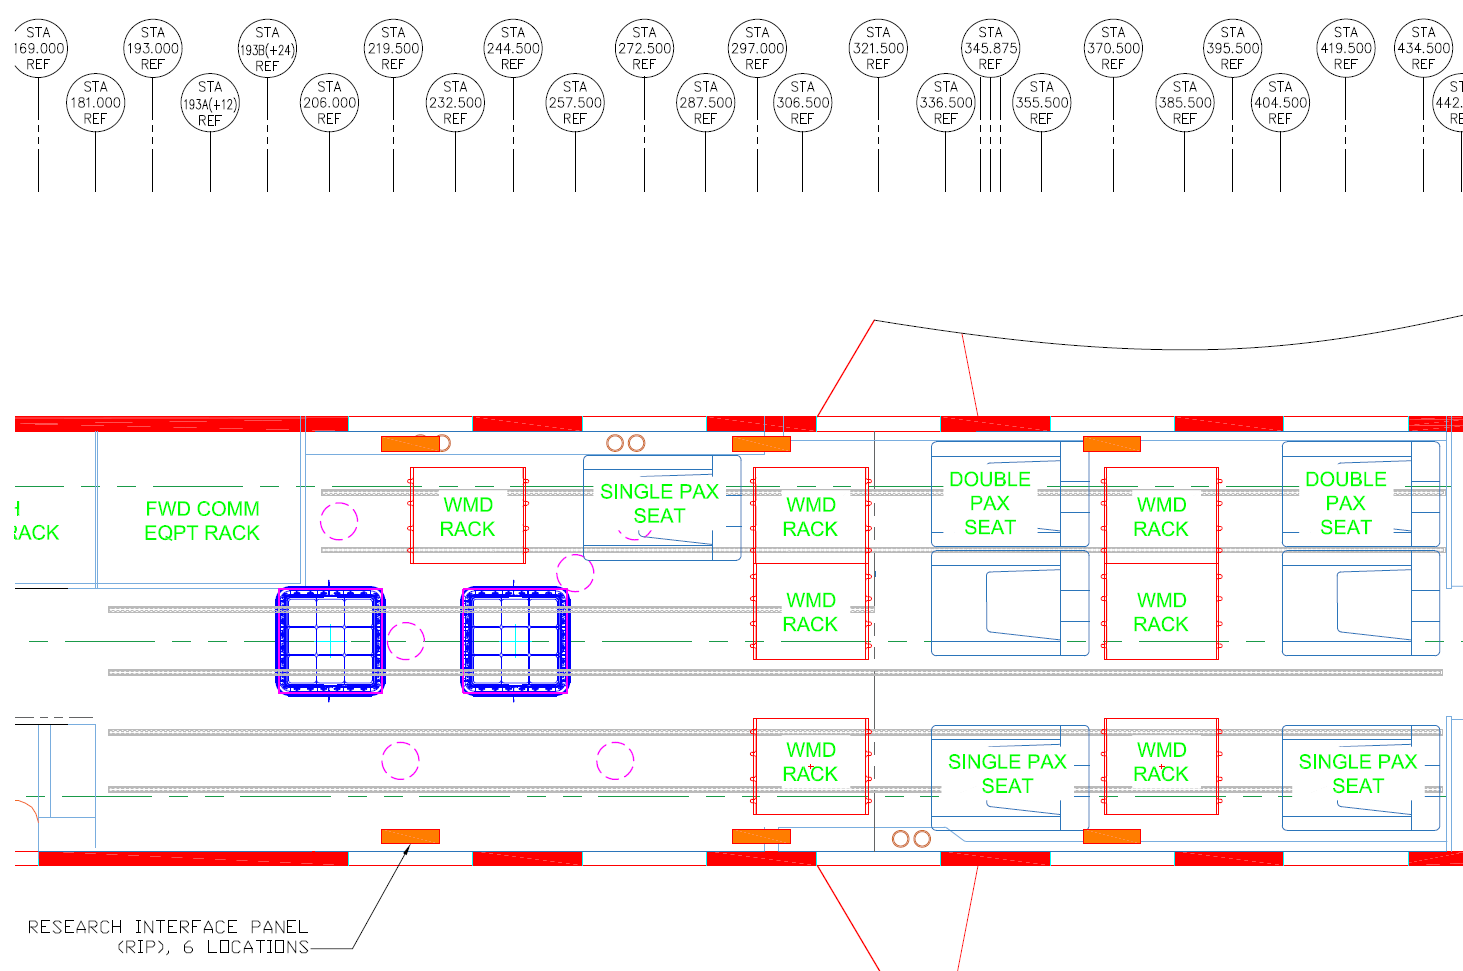 STA
169.000
REF
STA
181.000
REF
STA
193.000
REF
STA
193A(+12)
REF
STA
193B(+24)
REF
STA
206.000
REF
STA
219.500
REF
STA
232.500
REF
STA
244.500
REF
STA
257.500
REF
STA
272.500
REF
STA
287.500
REF
STA
297.000
REF
STA
306.500
REF
STA
321.500
REF
STA
336.500
REF
STA
345.875
REF
STA
355.500
REF
STA
370.500
REF
STA
385.500
REF
STA
395.500
REF
STA
404.500
REF
STA
419.500
REF
STA
434.500
REF
442.
RACK
FWD COMM
EQPT RACK
WMD
RACK
SINGLE PAX
SEAT
WMD
RACK
DOUBLE
PAX
SEAT
WMD
RACK
DOUBLE
PAX
SEAT
WMD
RACK
WMD
RACK
WMD
RACK
SINGLE PAX
SEAT
WMD
RACK
SINGLE PAX
SEAT
RESEARCH INTERFACE PANEL
(RIP), 6 LOCATIONS